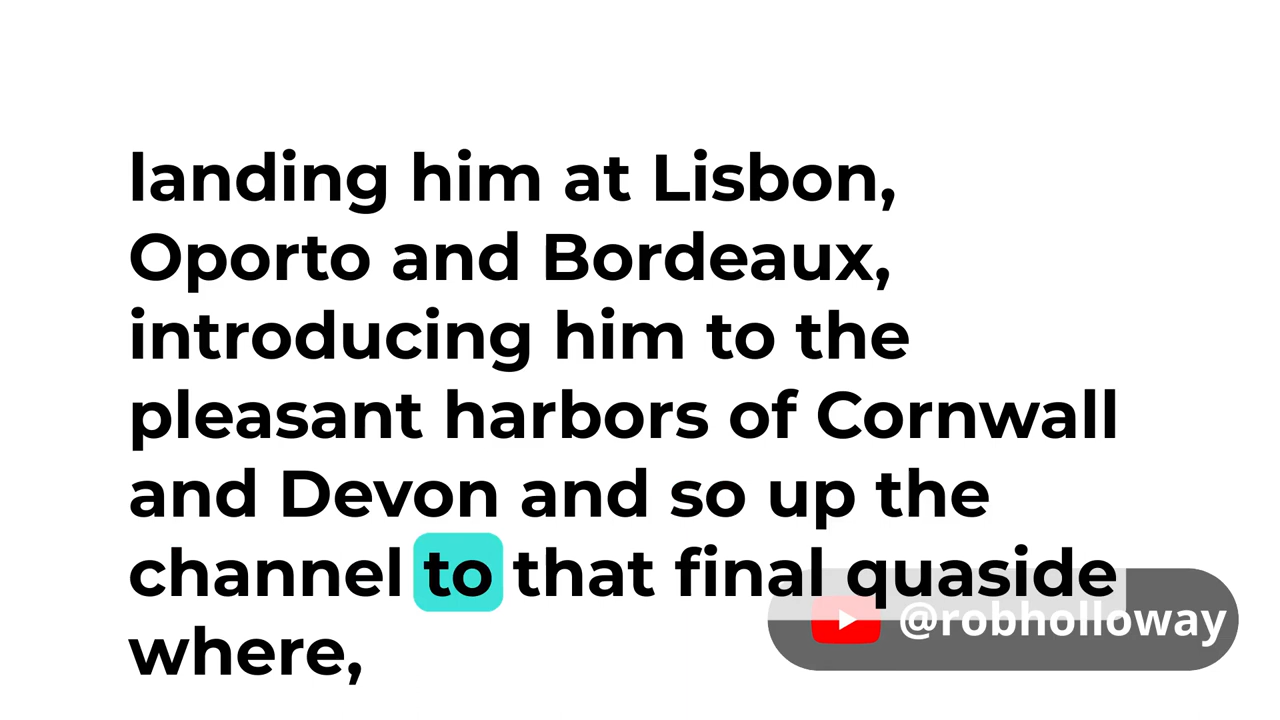 landing him at Lisbon,
Oporto and Bordeaux,
introducing him to the
pleasant harbors of Cornwall
and Devon and so up the
channel to that final quaside
where,
@robholloway